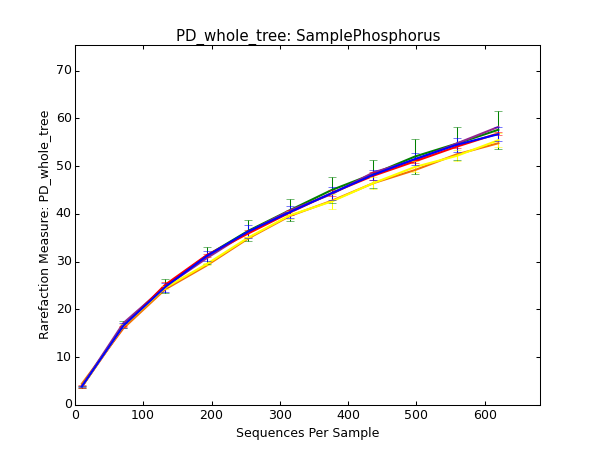 PD_whole_tree: SamplePhosphorus
Rarefaction Measure: PD_whole_tree
70
60
50
40
30
20
10
0
0 100 200 300 400 500 600
Sequences Per Sample